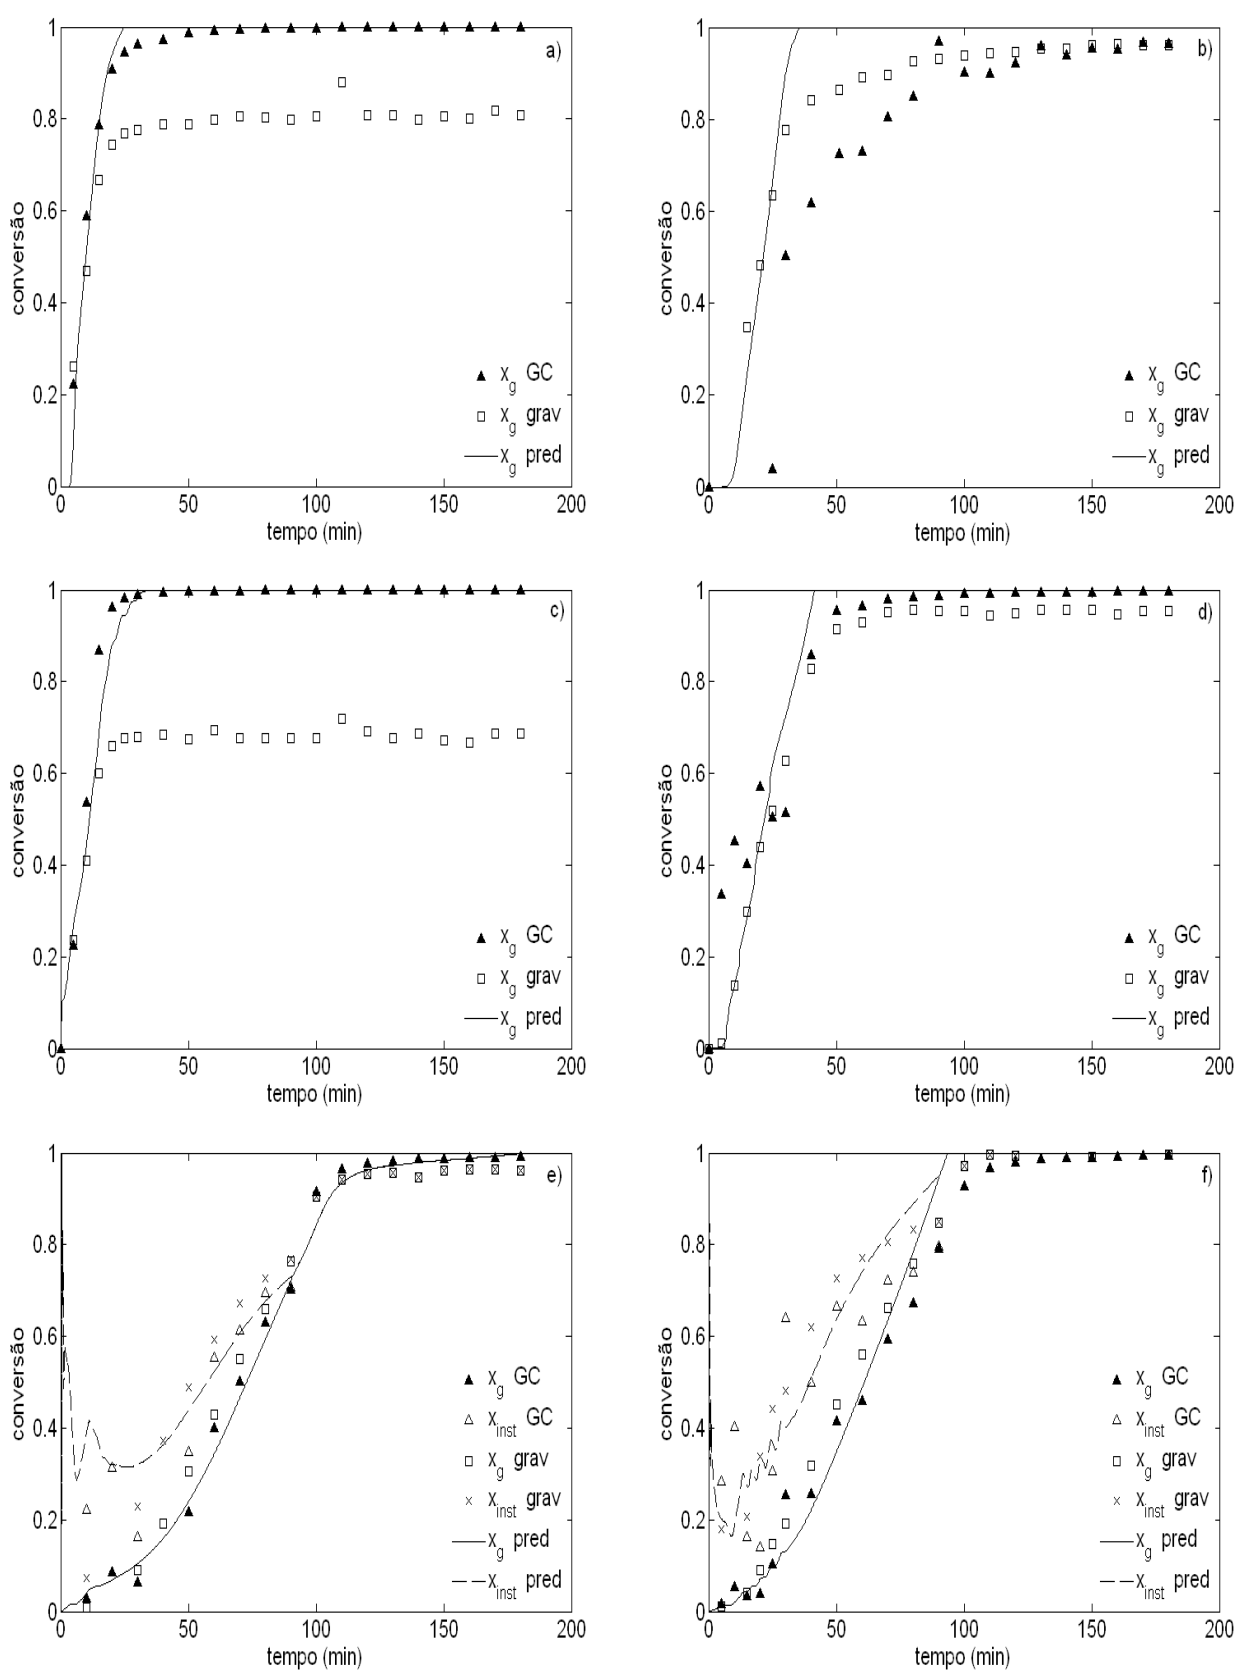 a)
1
0.8
0.6
0.4
0.2
0
conversão
x_g GC
x_g grav
x_g pred
0 50 100 150 200
tempo (min)
b)
1
0.8
0.6
0.4
0.2
0
conversão
x_g GC
x_g grav
x_g pred
0 50 100 150 200
tempo (min)
c)
1
0.8
0.6
0.4
0.2
0
conversão
x_g GC
x_g grav
x_g pred
0 50 100 150 200
tempo (min)
d)
1
0.8
0.6
0.4
0.2
0
conversão
x_g GC
x_g grav
x_g pred
0 50 100 150 200
tempo (min)
e)
1
0.8
0.6
0.4
0.2
0
conversão
x_g GC
x_inst GC
x_g grav
x_inst grav
x_g pred
x_inst pred
0 50 100 150 200
tempo (min)
f)
1
0.8
0.6
0.4
0.2
0
conversão
x_g GC
x_inst GC
x_g grav
x_inst grav
x_g pred
x_inst pred
0 50 100 150 200
tempo (min)